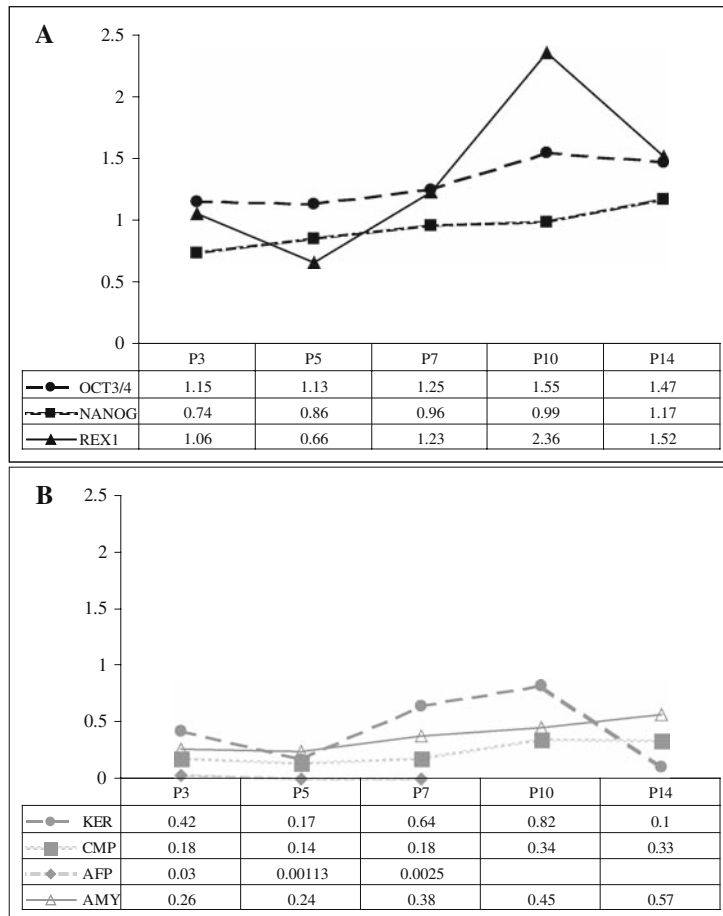 A
2.5
2
1.5
1
0.5
0
P3 P5 P7 P10 P14
OCT3/4 1.15 1.13 1.25 1.55 1.47
NANOG 0.74 0.86 0.96 0.99 1.17
REX1 1.06 0.66 1.23 2.36 1.52
B
2.5
2
1.5
1
0.5
0
P3 P5 P7 P10 P14
KER 0.42 0.17 0.64 0.82 0.1
CMP 0.18 0.14 0.18 0.34 0.33
AFP 0.03 0.00113 0.0025
AMY 0.26 0.24 0.38 0.45 0.57